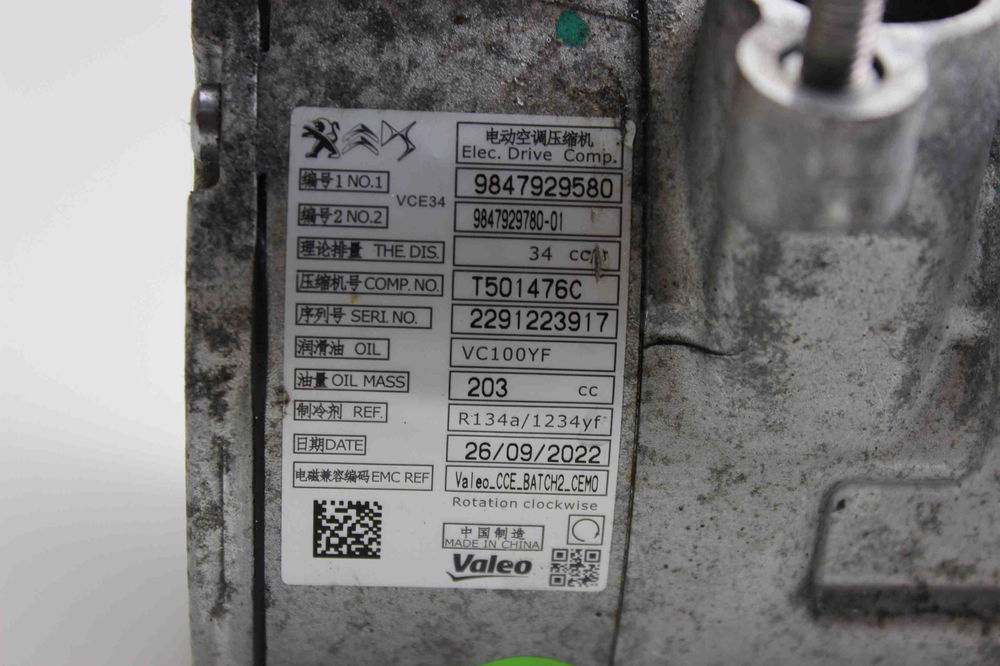 电动空调压缩机
Elec. Drive Comp.
编号1 NO.1 9847929580
VCE34
编号2 NO.2 9847929780-01
理论排量 THE.DIS. 34 cc/r
压缩机号 COMP. NO. T501476C
序列号 SERI. NO. 2291223917
润滑油 OIL VC100YF
油量 OIL MASS 203 cc
制冷剂 REF. R134a/1234yf
日期DATE 26/09/2022
电磁兼容编码 EMC REF Valeo_CCE_BATCH2_CEMO
Rotation clockwise
中国制造
MADE IN CHINA
Valeo